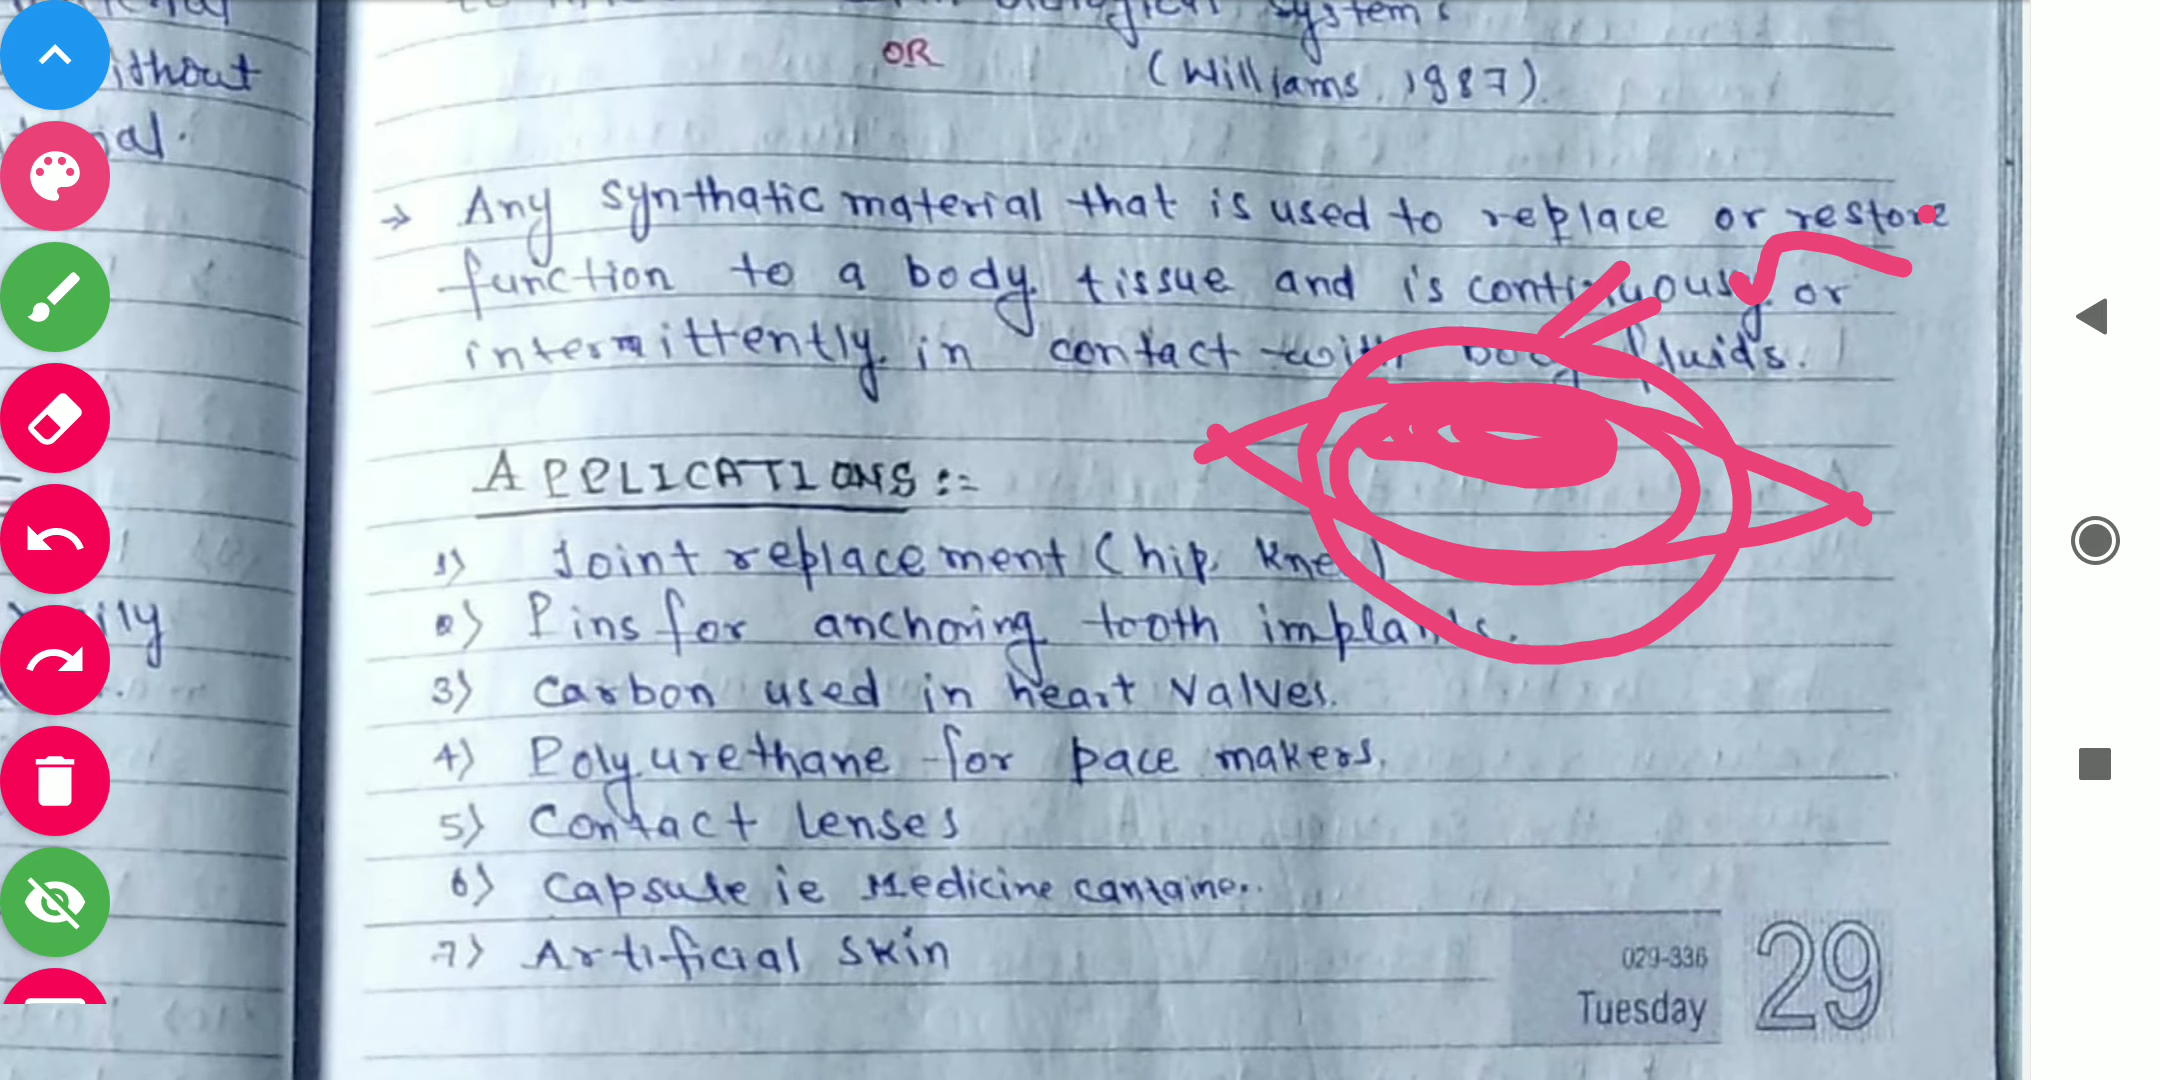 ithout
OR
(Williams, 1987)
→ Any synthatic material that is used to replace or restore
function to a body tissue and is continuously or
intermittently in contact with body fluids.
APPLICATIONS :-
1) Joint replacement (hip, knee)
2) Pins for anchoring tooth implants.
3) Carbon used in heart valves.
4) Polyurethane for pace makers.
5) Contact lenses
6) Capsule ie Medicine container.
7) Artificial skin
029-336
Tuesday
29